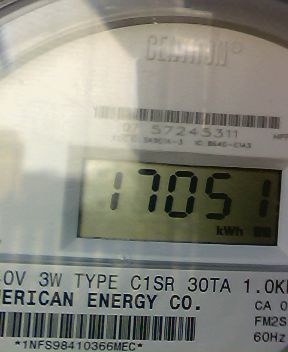 CENTRON®
07 57245311
17051
kWh
0V 3W TYPE C1SR 30TA 1.0K
ERICAN ENERGY CO.
CA 0
FM2S
60Hz
*1NFS98410366MEC*